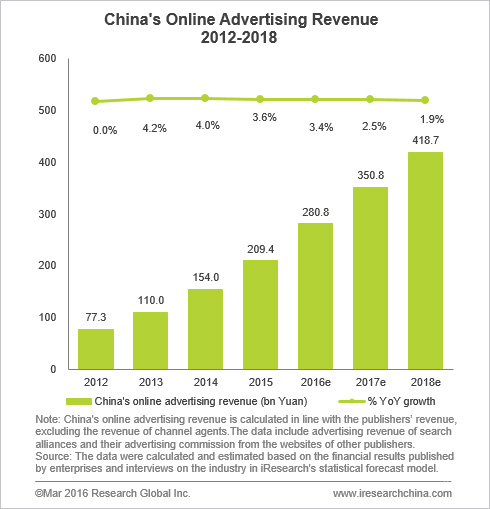 China's Online Advertising Revenue
2012-2018
600
500
400
300
200
100
0
0.0%
4.2%
4.0%
3.6%
3.4%
2.5%
1.9%
77.3
110.0
154.0
209.4
280.8
350.8
418.7
2012
2013
2014
2015
2016e
2017e
2018e
China's online advertising revenue (bn Yuan)
% YoY growth
Note: China's online advertising revenue is calculated in line with the publishers' revenue,
excluding the revenue of channel agents.The data include advertising revenue of search
alliances and their advertising commission from the websites of other publishers.
Source: The data were calculated and estimated based on the financial results published
by enterprises and interviews on the industry in iResearch's statistical forecast model.
©Mar 2016 Research Global Inc.
www.iresearchchina.com